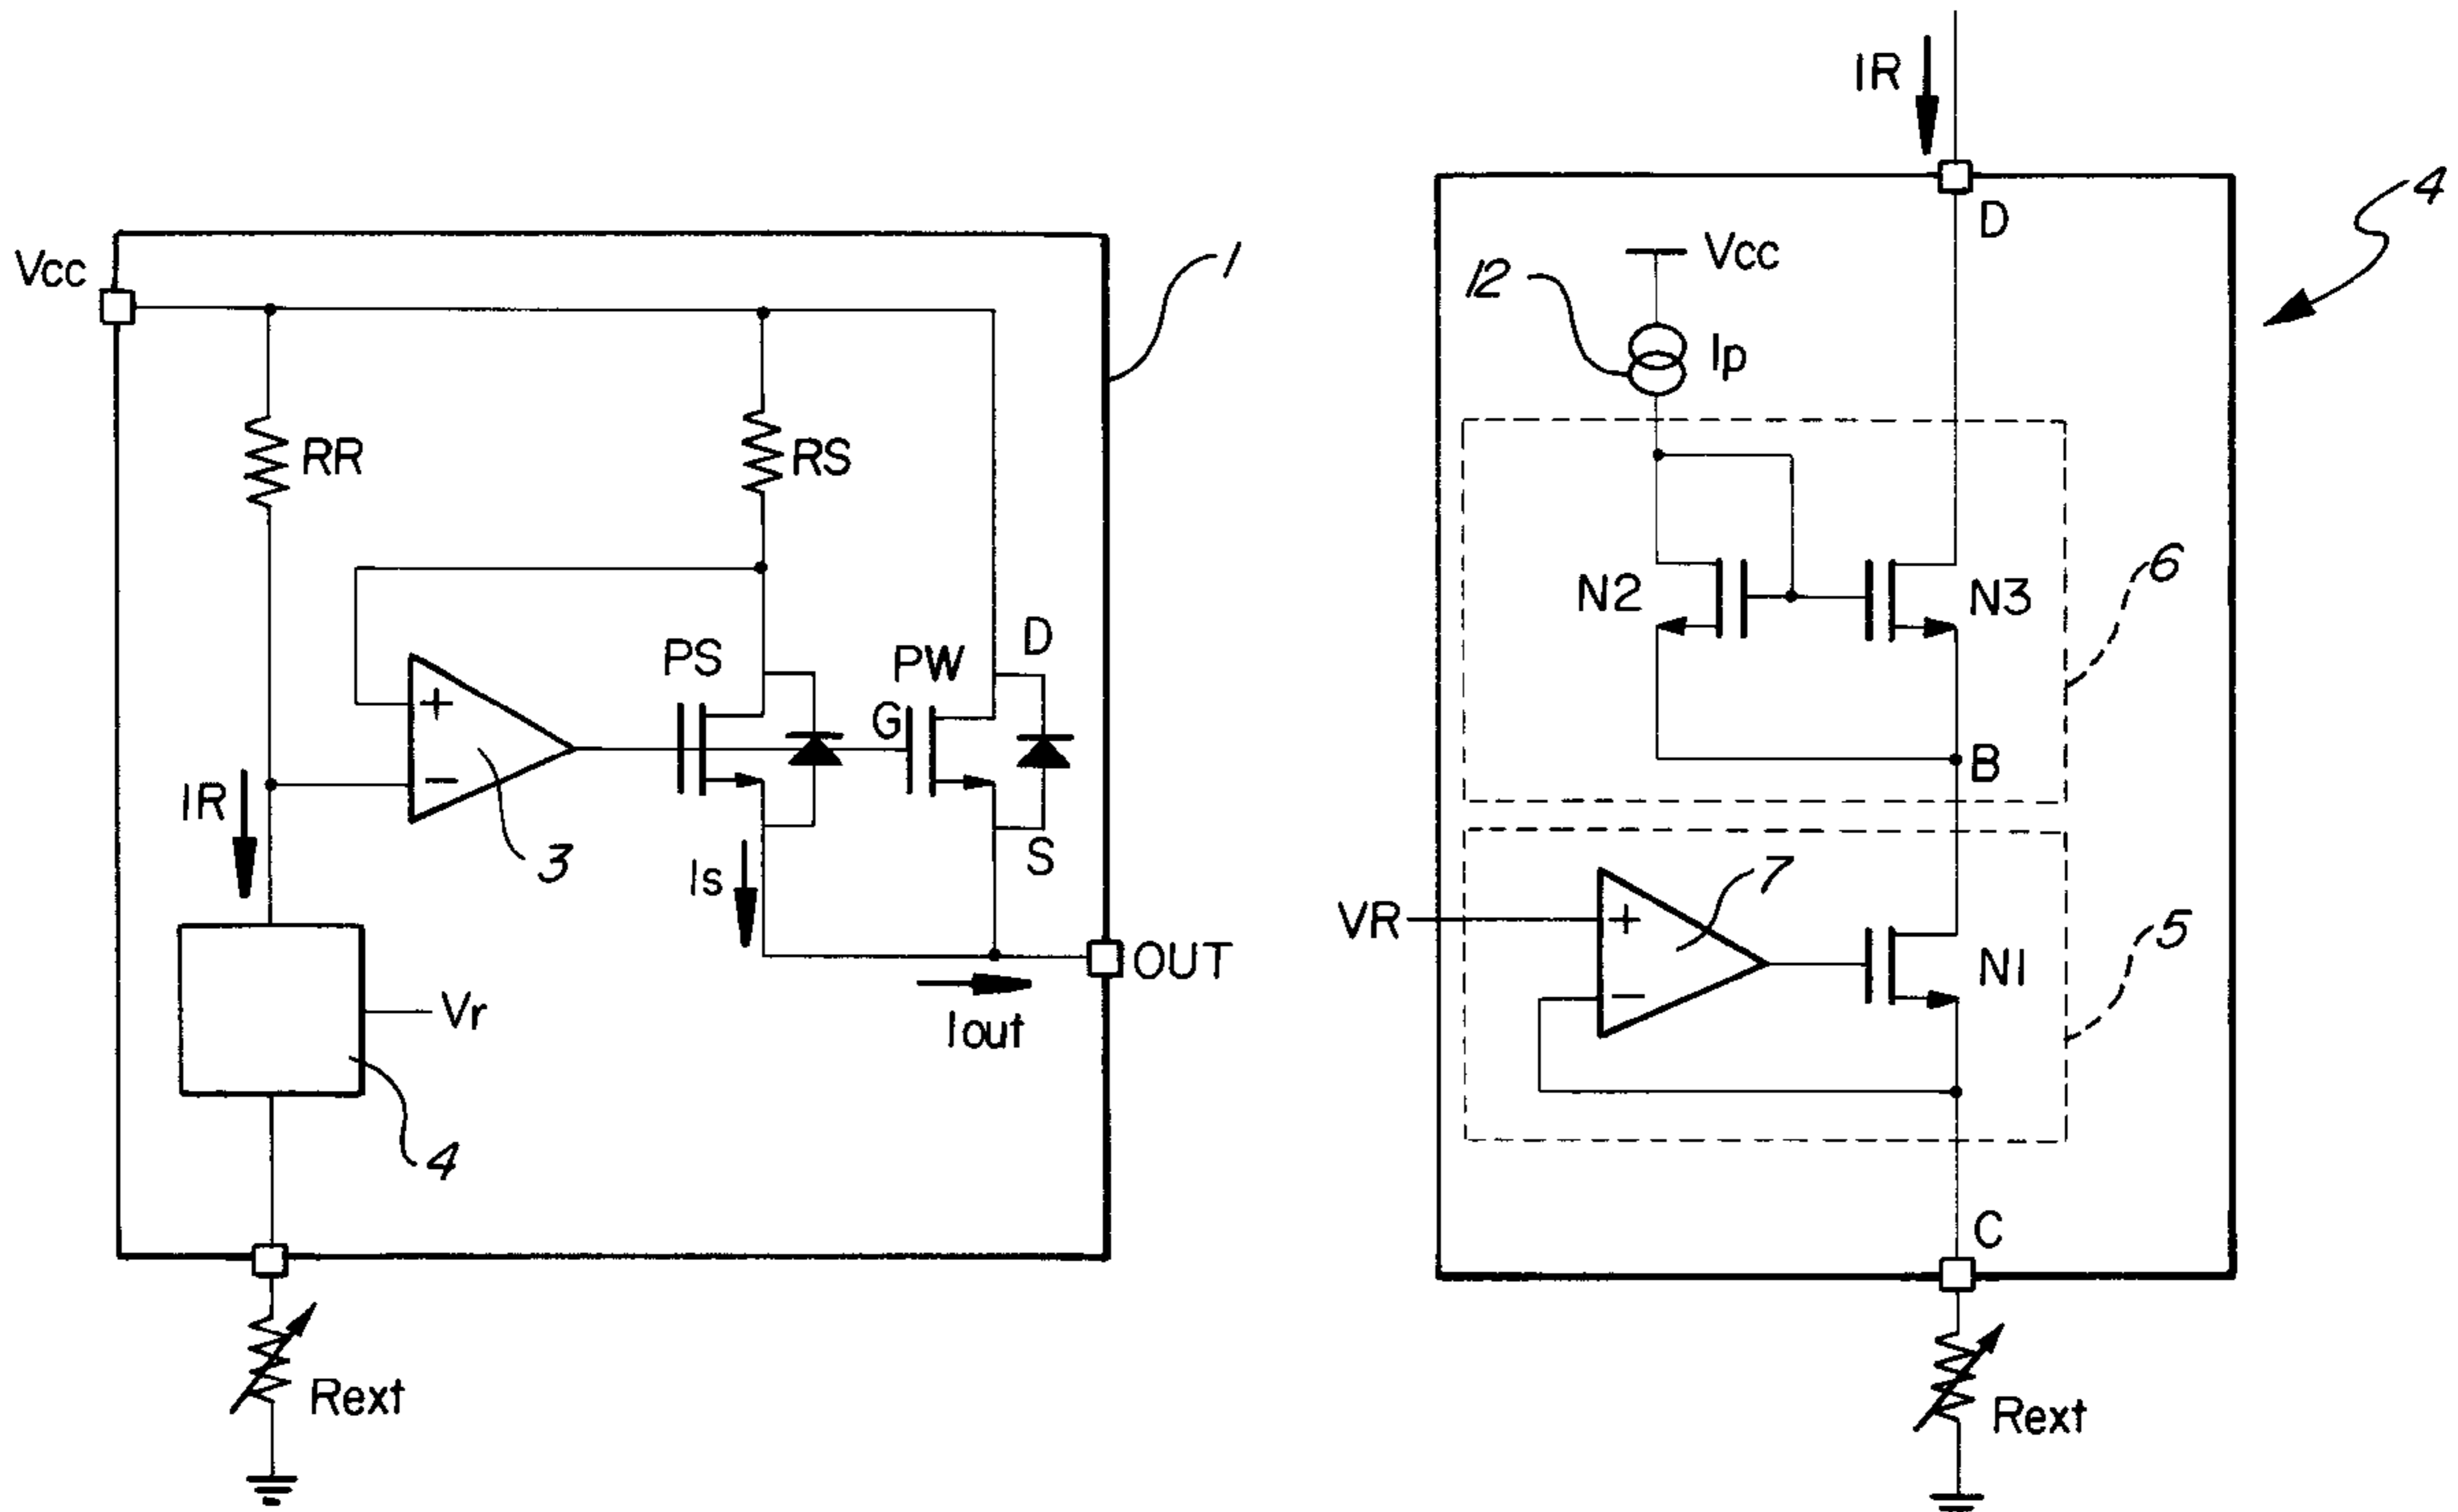 Vcc
1
RR
RS
PS
PW
D
G
+
−
IR
3
Is
S
OUT
Iout
Vr
4
Rext
IR
D
4
12
Vcc
Ip
N2
N3
6
B
VR
+
−
7
N1
5
C
Rext